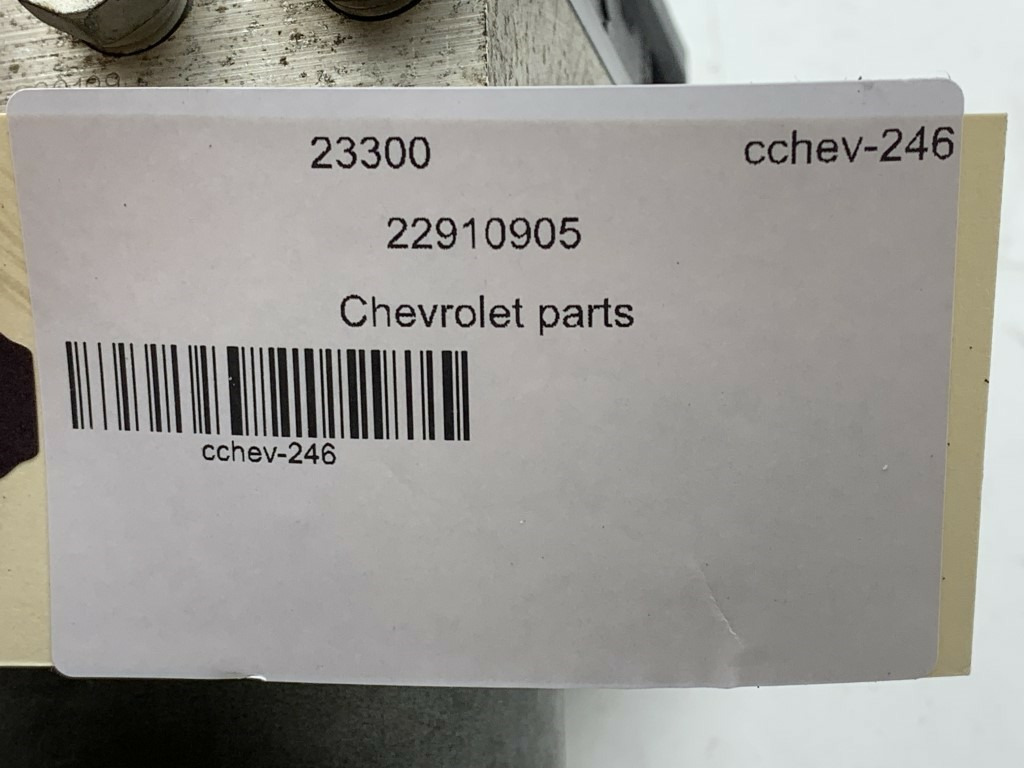 23300 cchev-246
22910905
Chevrolet parts
cchev-246